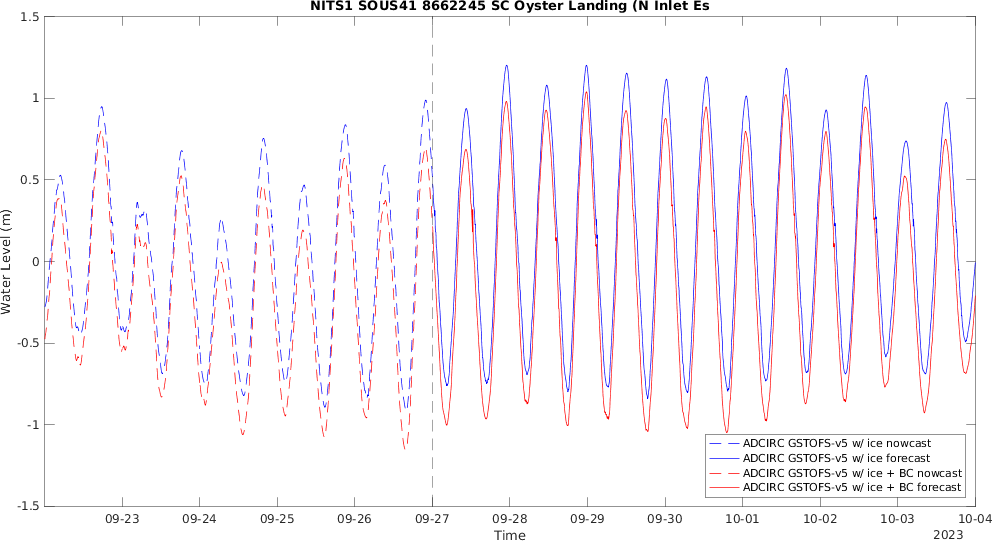 NITS1 SOUS41 8662245 SC Oyster Landing (N Inlet Es
1.5
1
0.5
0
-0.5
-1
-1.5
Water Level (m)
09-23 09-24 09-25 09-26 09-27 09-28 09-29 09-30 10-01 10-02 10-03 10-04
Time
2023
ADCIRC GSTOFS-v5 w/ ice nowcast
ADCIRC GSTOFS-v5 w/ ice forecast
ADCIRC GSTOFS-v5 w/ ice + BC nowcast
ADCIRC GSTOFS-v5 w/ ice + BC forecast